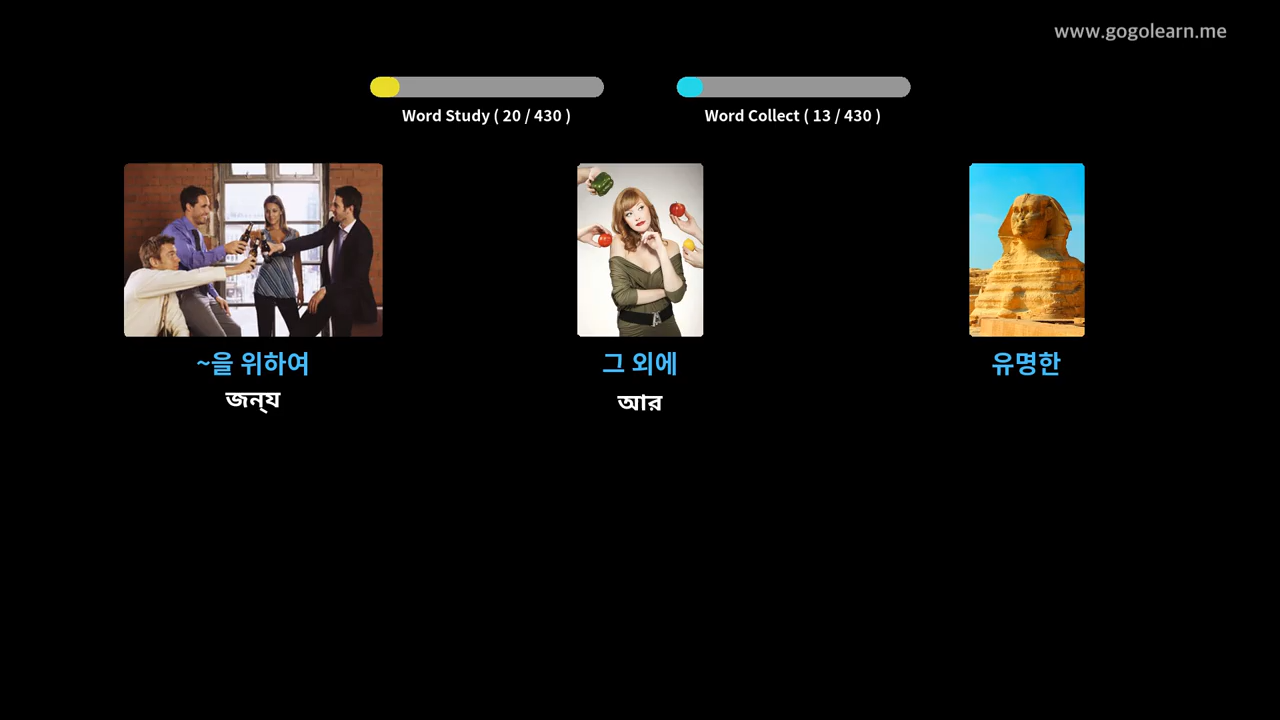 www.gogolearn.me
Word Study ( 20 / 430 )
Word Collect ( 13 / 430 )
~을 위하여
জন্য
그 외에
আর
유명한